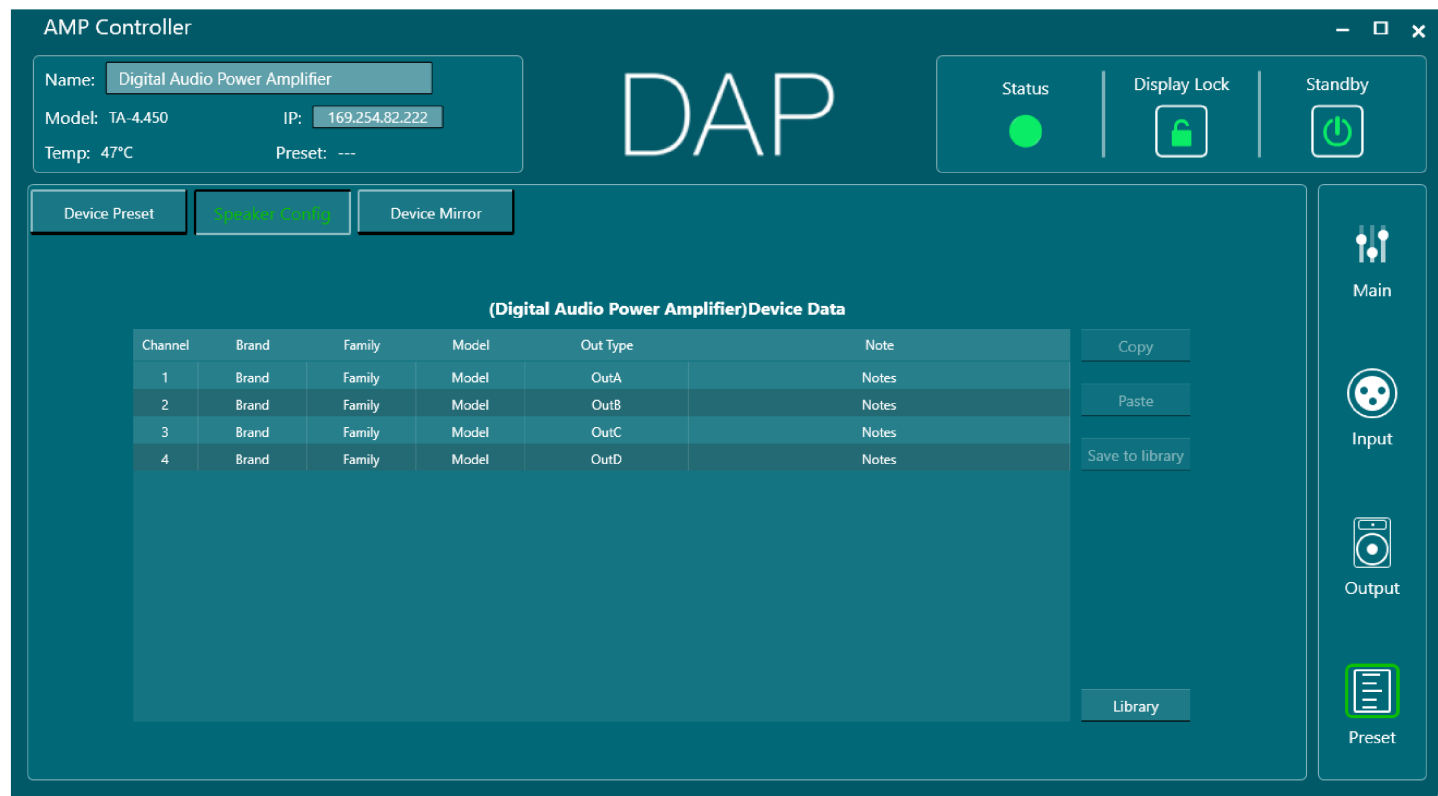 AMP Controller
Name: Digital Audio Power Amplifier
Model: TA-4.450 IP: 169.254.82.222
Temp: 47°C Preset: ---
DAP
Status Display Lock Standby
Device Preset Speaker Config Device Mirror
(Digital Audio Power Amplifier)Device Data
Channel Brand Family Model Out Type Note
1 Brand Family Model OutA Notes
2 Brand Family Model OutB Notes
3 Brand Family Model OutC Notes
4 Brand Family Model OutD Notes
Copy
Paste
Save to library
Library
Main
Input
Output
Preset